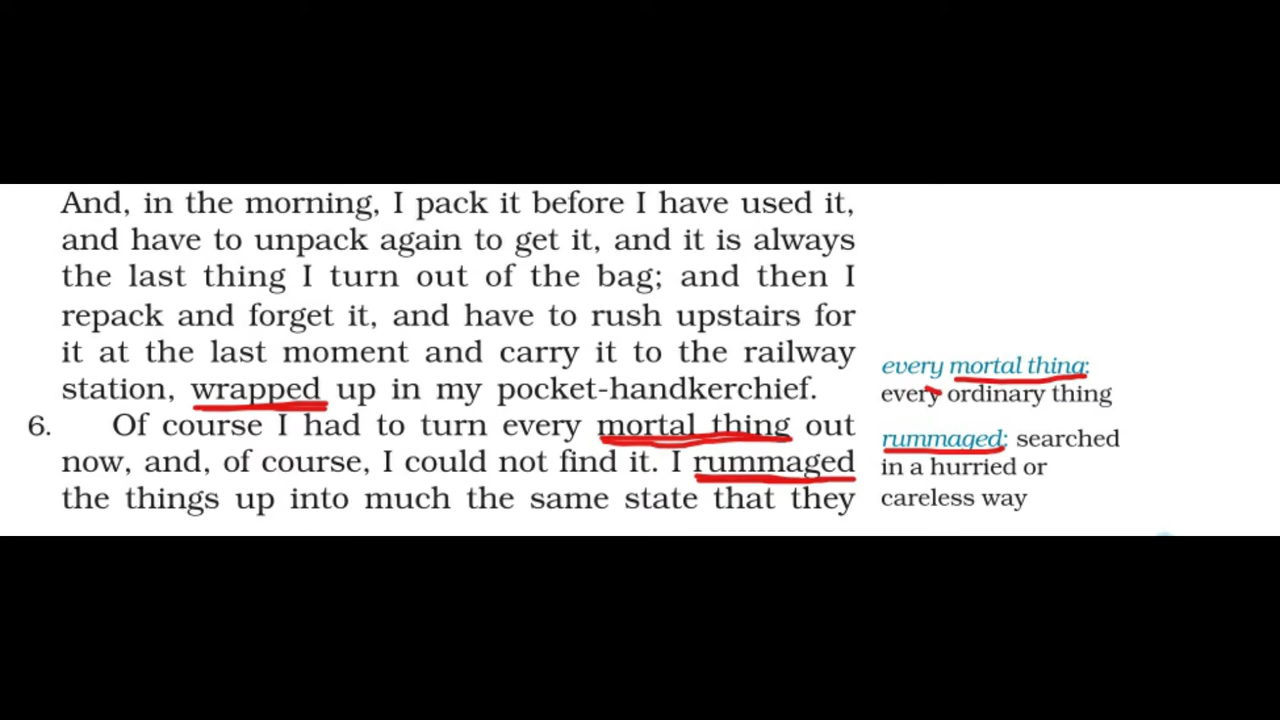 And, in the morning, I pack it before I have used it,
and have to unpack again to get it, and it is always
the last thing I turn out of the bag; and then I
repack and forget it, and have to rush upstairs for
it at the last moment and carry it to the railway
station, wrapped up in my pocket-handkerchief.
6. Of course I had to turn every mortal thing out
now, and, of course, I could not find it. I rummaged
the things up into much the same state that they
every mortal thing:
every ordinary thing
rummaged: searched
in a hurried or
careless way